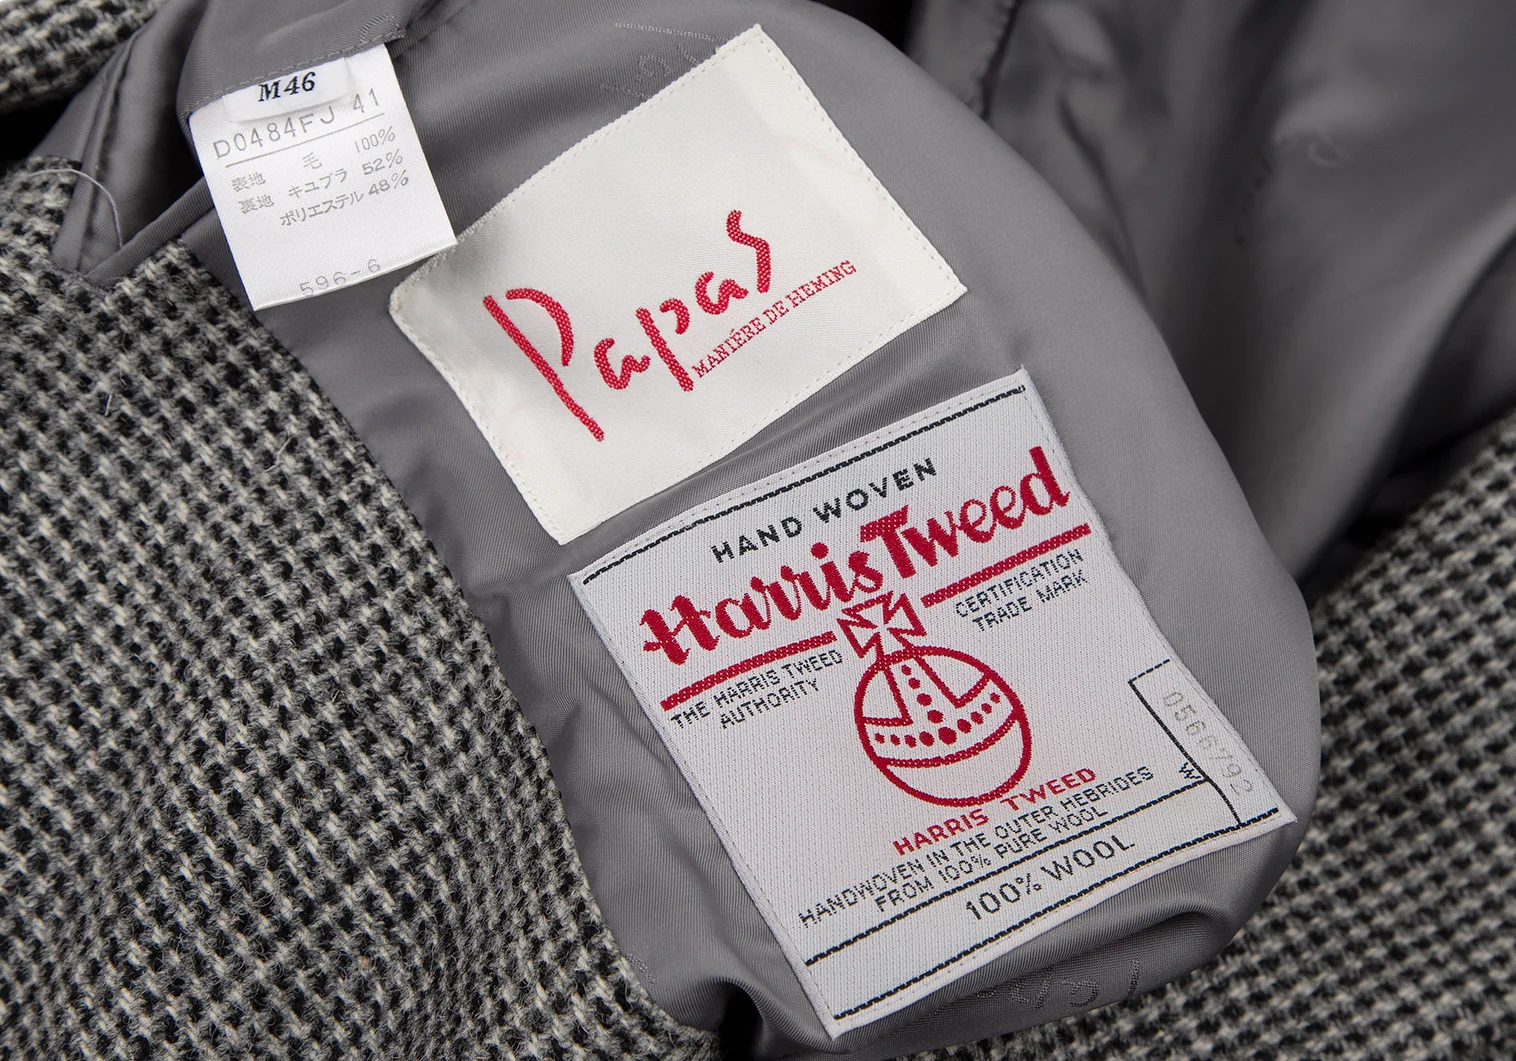 M46
D0484FJ 41
表地 毛 100%
裏地 キュプラ 52%
ポリエステル 48%
596-6
Papas
MANIÉRE DE HEMING
HAND WOVEN
Harris Tweed
CERTIFICATION
TRADE MARK
THE HARRIS TWEED
AUTHORITY
HARRIS TWEED
HANDWOVEN IN THE OUTER HEBRIDES
FROM 100% PURE WOOL
100% WOOL
W
0566792